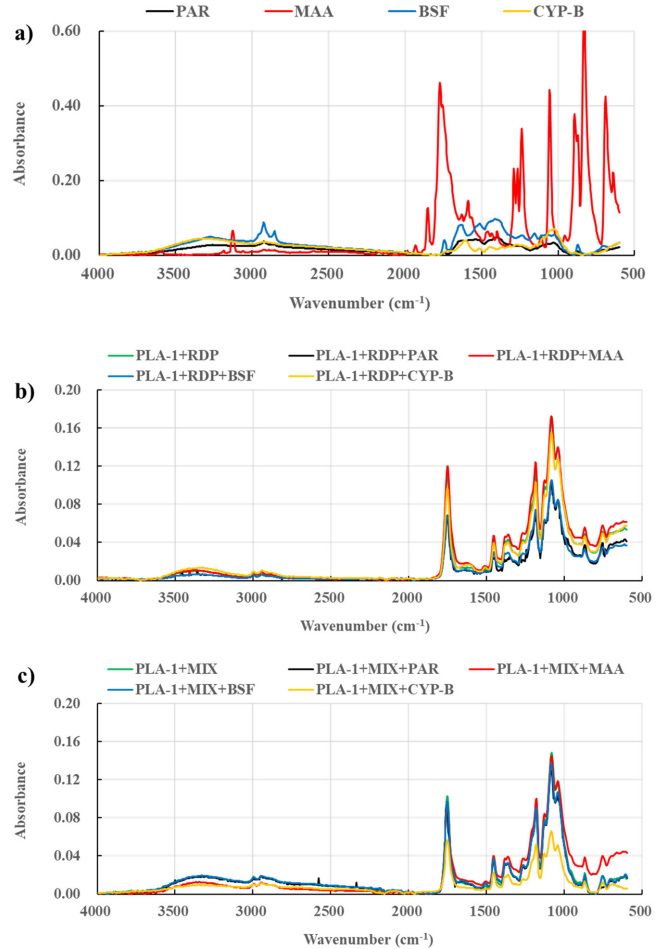 PAR MAA BSF CYP-B
a)
0.60
0.40
0.20
0.00
Absorbance
4000 3500 3000 2500 2000 1500 1000 500
Wavenumber (cm⁻¹)
PLA-1+RDP PLA-1+RDP+PAR PLA-1+RDP+MAA
PLA-1+RDP+BSF PLA-1+RDP+CYP-B
b)
0.20
0.16
0.12
0.08
0.04
0.00
Absorbance
4000 3500 3000 2500 2000 1500 1000 500
Wavenumber (cm⁻¹)
PLA-1+MIX PLA-1+MIX+PAR PLA-1+MIX+MAA
PLA-1+MIX+BSF PLA-1+MIX+CYP-B
c)
0.20
0.16
0.12
0.08
0.04
0.00
Absorbance
4000 3500 3000 2500 2000 1500 1000 500
Wavenumber (cm⁻¹)